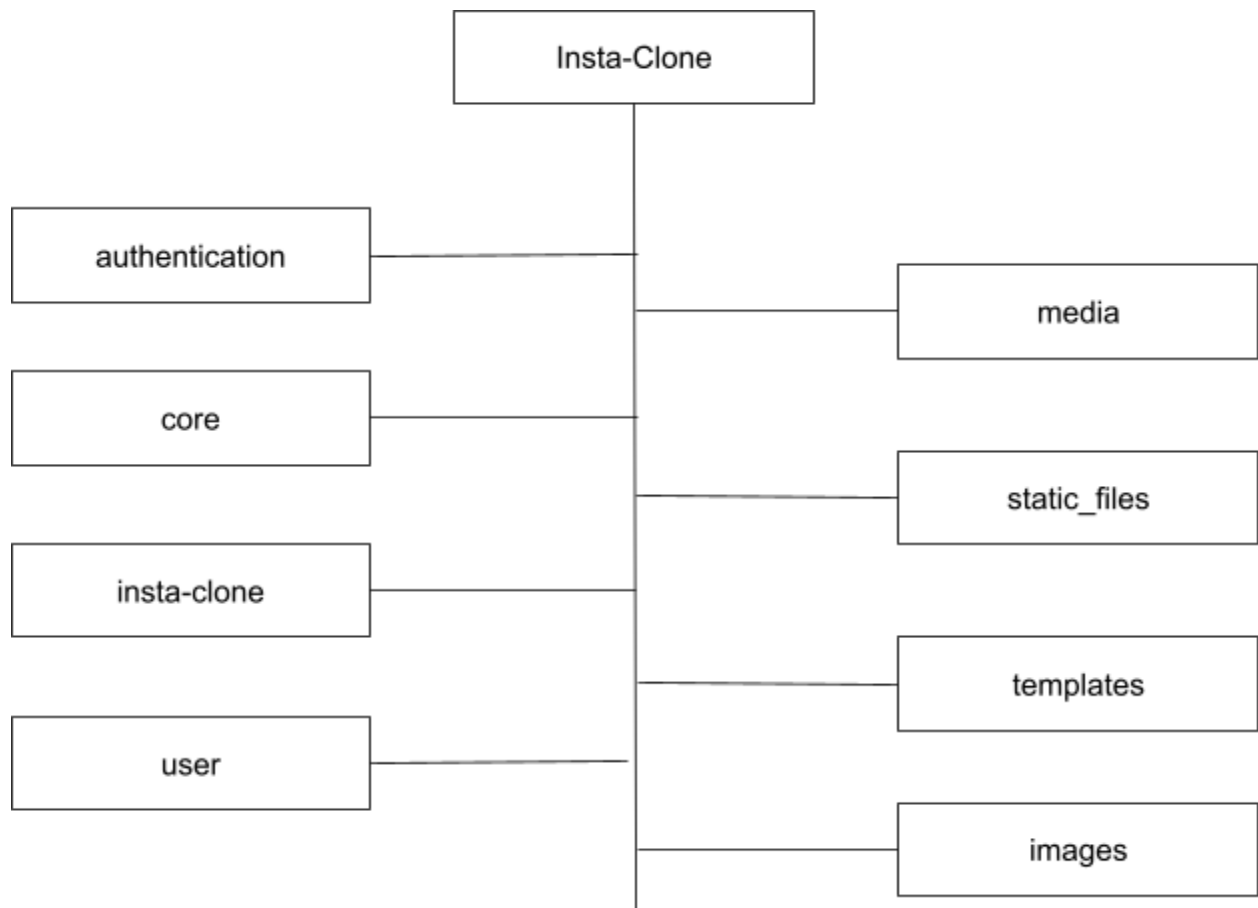 Insta-Clone
authentication
media
core
static_files
insta-clone
templates
user
images